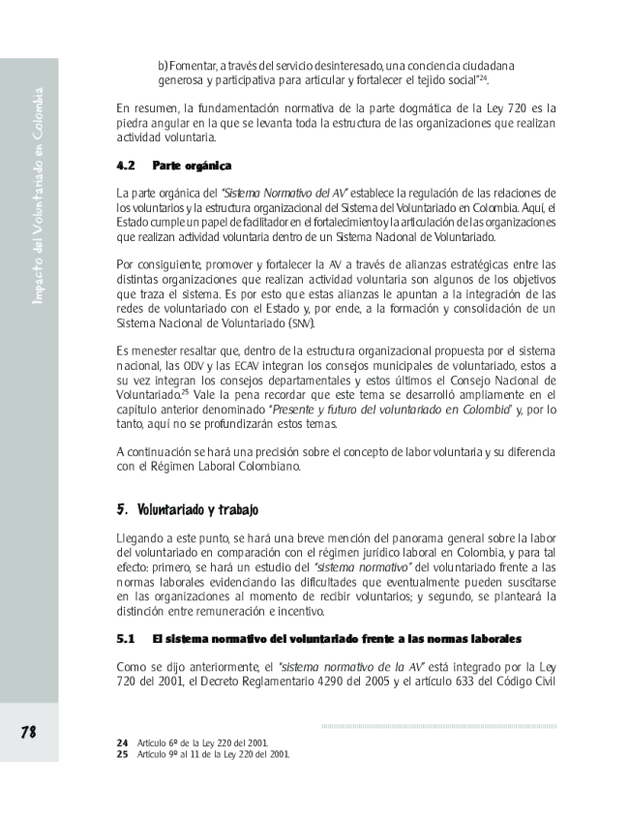 b) Fomentar, a través del servicio desinteresado, una conciencia ciudadana
generosa y participativa para articular y fortalecer el tejido social"24.
En resumen, la fundamentación normativa de la parte dogmática de la Ley 720 es la
piedra angular en la que se levanta toda la estructura de las organizaciones que realizan
actividad voluntaria.
4.2 Parte orgánica
La parte orgánica del "Sistema Normativo del AV" establece la regulación de las relaciones de
los voluntarios y la estructura organizacional del Sistema del Voluntariado en Colombia. Aquí, el
Estado cumple un papel de facilitador en el fortalecimiento y la articulación de las organizaciones
que realizan actividad voluntaria dentro de un Sistema Nacional de Voluntariado.
Por consiguiente, promover y fortalecer la AV a través de alianzas estratégicas entre las
distintas organizaciones que realizan actividad voluntaria son algunos de los objetivos
que traza el sistema. Es por esto que estas alianzas le apuntan a la integración de las
redes de voluntariado con el Estado y, por ende, a la formación y consolidación de un
Sistema Nacional de Voluntariado (SNV).
Es menester resaltar que, dentro de la estructura organizacional propuesta por el sistema
nacional, las ODV y las ECAV integran los consejos municipales de voluntariado, estos a
su vez integran los consejos departamentales y estos últimos el Consejo Nacional de
Voluntariado.25 Vale la pena recordar que este tema se desarrolló ampliamente en el
capítulo anterior denominado "Presente y futuro del voluntariado en Colombia" y, por lo
tanto, aquí no se profundizarán estos temas.
A continuación se hará una precisión sobre el concepto de labor voluntaria y su diferencia
con el Régimen Laboral Colombiano.
5. Voluntariado y trabajo
Llegando a este punto, se hará una breve mención del panorama general sobre la labor
del voluntariado en comparación con el régimen jurídico laboral en Colombia, y para tal
efecto: primero, se hará un estudio del "sistema normativo" del voluntariado frente a las
normas laborales evidenciando las dificultades que eventualmente pueden suscitarse
en las organizaciones al momento de recibir voluntarios; y segundo, se planteará la
distinción entre remuneración e incentivo.
5.1 El sistema normativo del voluntariado frente a las normas laborales
Como se dijo anteriormente, el "sistema normativo de la AV" está integrado por la Ley
720 del 2001, el Decreto Reglamentario 4290 del 2005 y el artículo 633 del Código Civil
24 Artículo 6º de la Ley 220 del 2001.
25 Artículo 9º al 11 de la Ley 220 del 2001.
Impacto del Voluntariado en Colombia
78